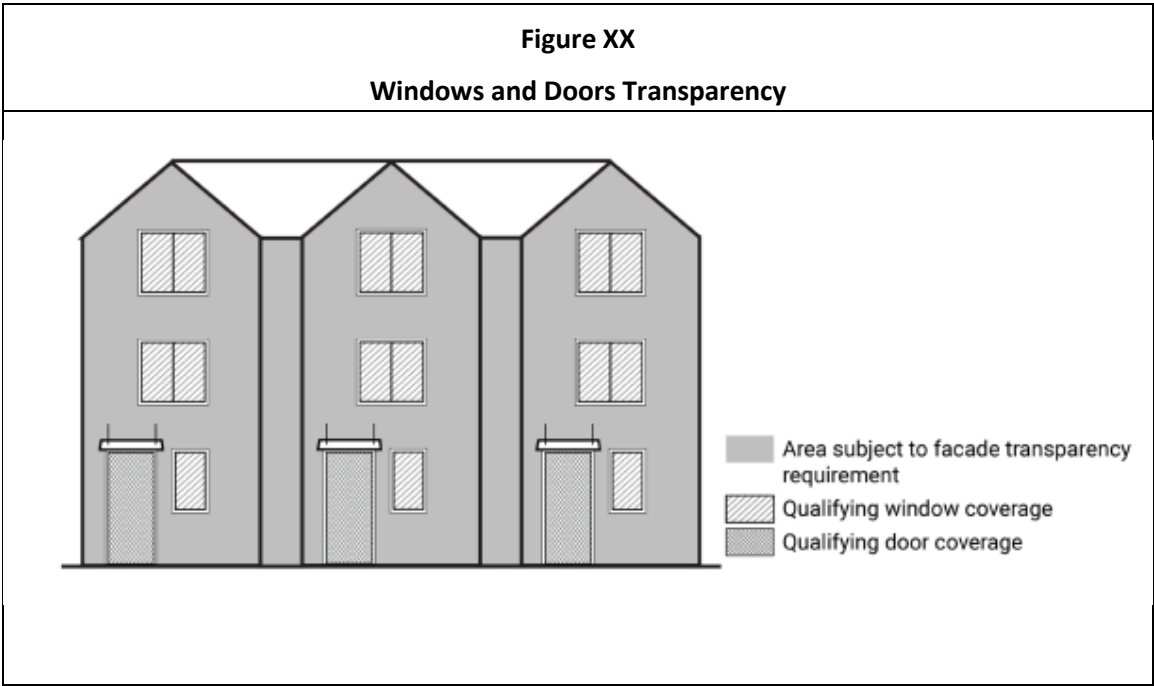 Figure XX
Windows and Doors Transparency
Area subject to facade transparency
requirement
Qualifying window coverage
Qualifying door coverage